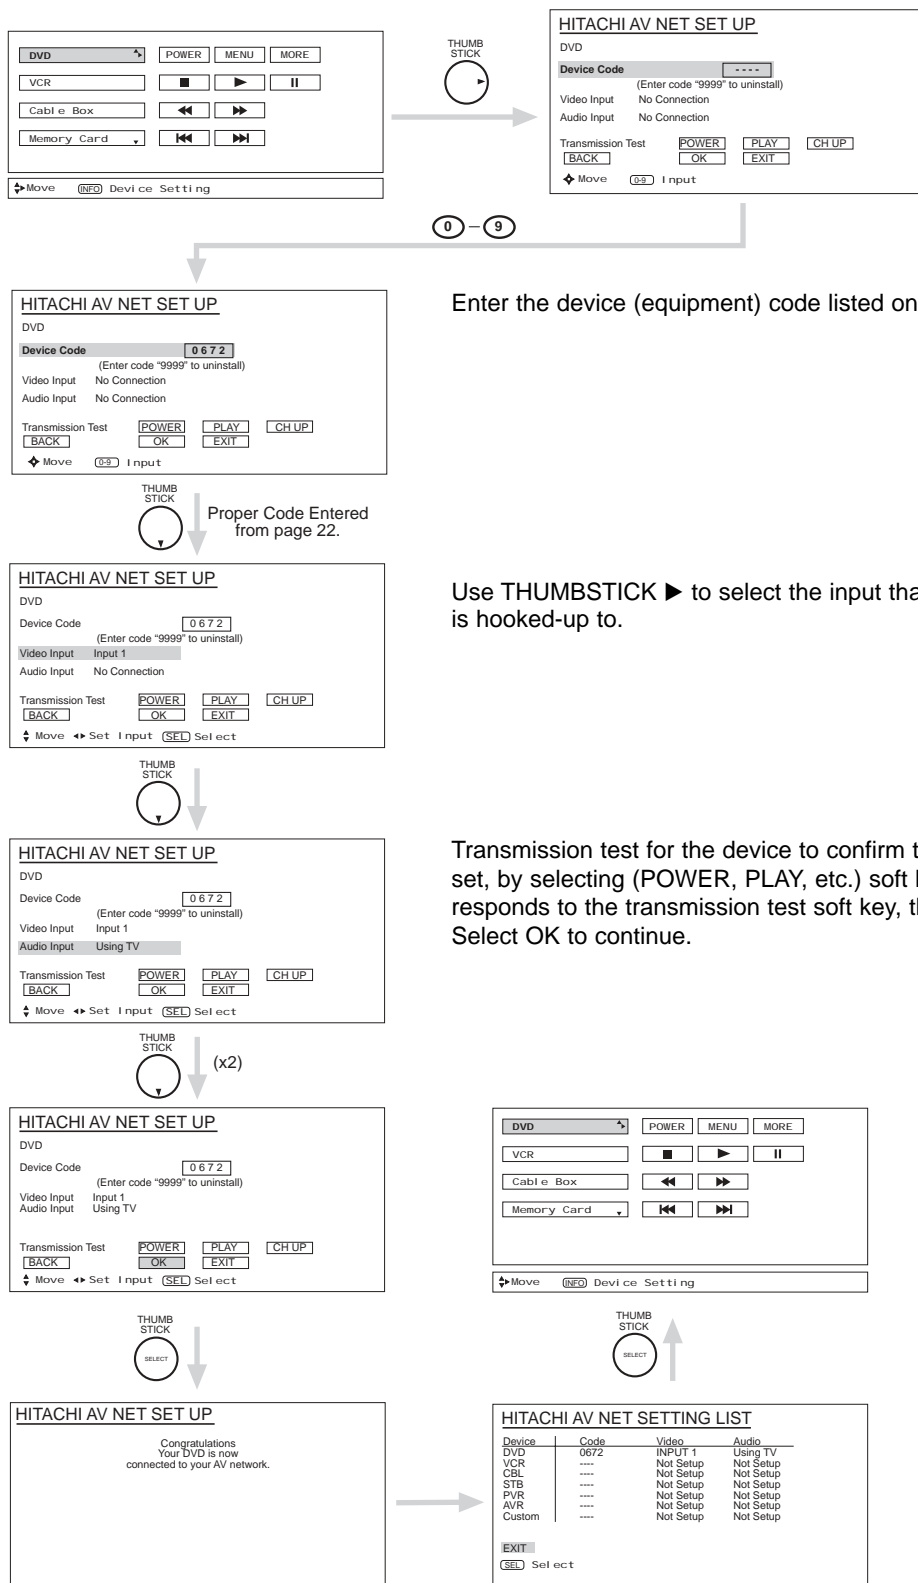 DVD POWER MENU MORE
VCR
Cable Box
Memory Card
Move INFO Device Setting
THUMB
STICK
HITACHI AV NET SET UP
DVD
Device Code - - - -
(Enter code “9999” to uninstall)
Video Input No Connection
Audio Input No Connection
Transmission Test POWER PLAY CH UP
BACK OK EXIT
Move 0-9 Input
0 – 9
HITACHI AV NET SET UP
DVD
Device Code 0 6 7 2
(Enter code “9999” to uninstall)
Video Input No Connection
Audio Input No Connection
Transmission Test POWER PLAY CH UP
BACK OK EXIT
Move 0-9 Input
Enter the device (equipment) code listed on
THUMB
STICK
Proper Code Entered
from page 22.
HITACHI AV NET SET UP
DVD
Device Code 0 6 7 2
(Enter code “9999” to uninstall)
Video Input Input 1
Audio Input No Connection
Transmission Test POWER PLAY CH UP
BACK OK EXIT
Move Set Input SEL Select
Use THUMBSTICK ▶ to select the input tha
is hooked-up to.
THUMB
STICK
HITACHI AV NET SET UP
DVD
Device Code 0 6 7 2
(Enter code “9999” to uninstall)
Video Input Input 1
Audio Input Using TV
Transmission Test POWER PLAY CH UP
BACK OK EXIT
Move Set Input SEL Select
Transmission test for the device to confirm t
set, by selecting (POWER, PLAY, etc.) soft
responds to the transmission test soft key, t
Select OK to continue.
THUMB
STICK
(x2)
HITACHI AV NET SET UP
DVD
Device Code 0 6 7 2
(Enter code “9999” to uninstall)
Video Input Input 1
Audio Input Using TV
Transmission Test POWER PLAY CH UP
BACK OK EXIT
Move Set Input SEL Select
THUMB
STICK
SELECT
HITACHI AV NET SET UP
Congratulations
Your DVD is now
connected to your AV network.
HITACHI AV NET SETTING LIST
Device Code Video Audio
DVD 0672 INPUT 1 Using TV
VCR ---- Not Setup Not Setup
CBL ---- Not Setup Not Setup
STB ---- Not Setup Not Setup
PVR ---- Not Setup Not Setup
AVR ---- Not Setup Not Setup
Custom ---- Not Setup Not Setup
EXIT
SEL Select
THUMB
STICK
SELECT
DVD POWER MENU MORE
VCR
Cable Box
Memory Card
Move INFO Device Setting